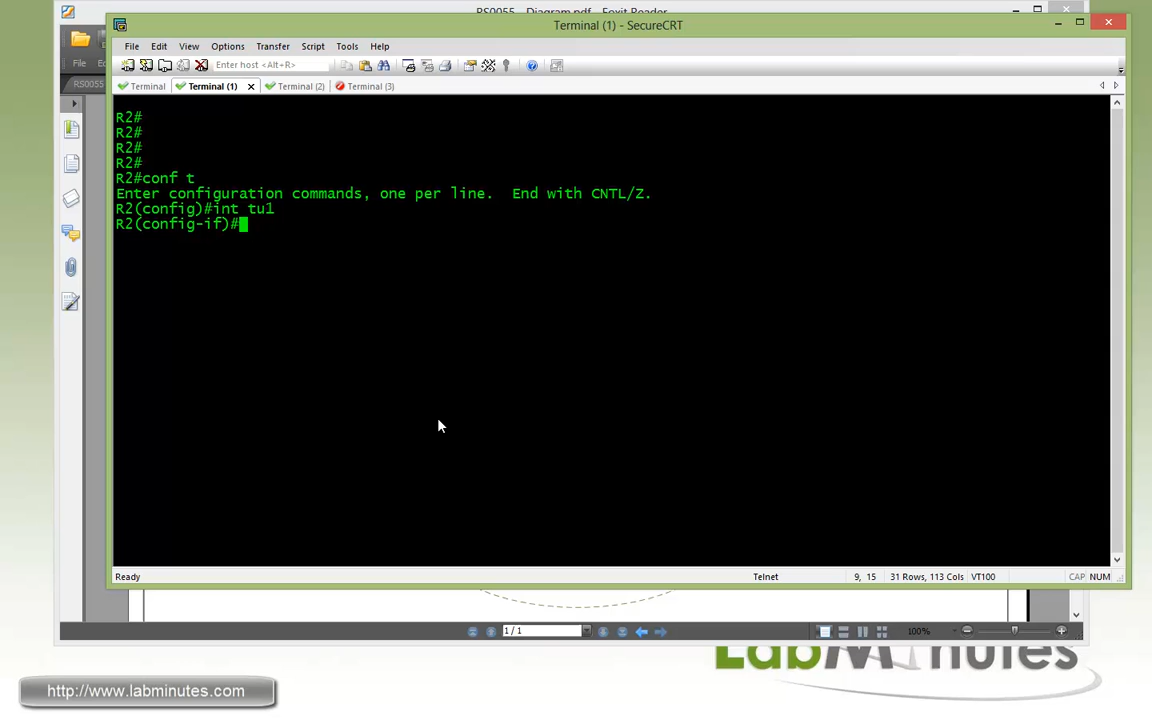 RS0055 - Diagram.pdf - Foxit Reader
Terminal (1) - SecureCRT
File Edit View Options Transfer Script Tools Help
Enter host <Alt+R>
File
RS0055
Terminal Terminal (1) Terminal (2) Terminal (3)
R2#
R2#
R2#
R2#
R2#conf t
Enter configuration commands, one per line.  End with CNTL/Z.
R2(config)#int tu1
R2(config-if)#
Ready Telnet 9, 15 31 Rows, 113 Cols VT100 CAP NUM
1 / 1 100%
LabMinutes
http://www.labminutes.com